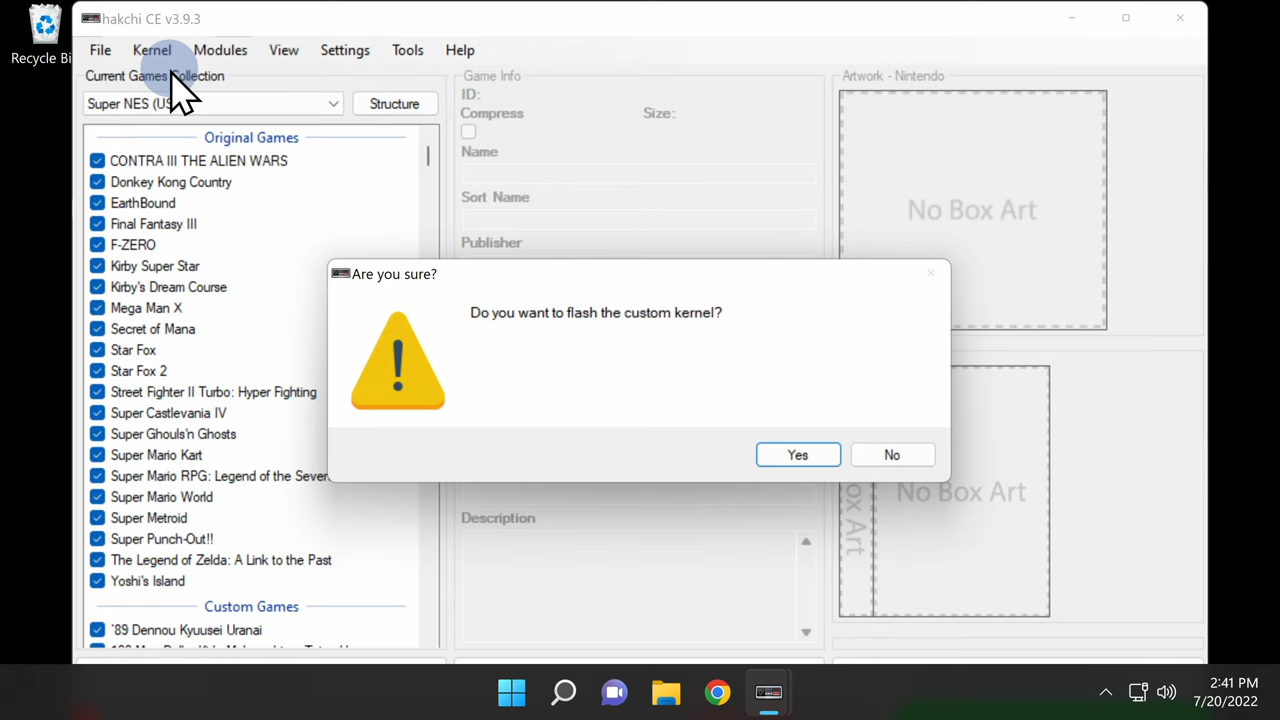 Recycle Bi
hakchi CE v3.9.3
File Kernel Modules View Settings Tools Help
Current Games Collection
Super NES (US
Structure
Original Games
CONTRA III THE ALIEN WARS
Donkey Kong Country
EarthBound
Final Fantasy III
F-ZERO
Kirby Super Star
Kirby's Dream Course
Mega Man X
Secret of Mana
Star Fox
Star Fox 2
Street Fighter II Turbo: Hyper Fighting
Super Castlevania IV
Super Ghouls'n Ghosts
Super Mario Kart
Super Mario RPG: Legend of the Seven
Super Mario World
Super Metroid
Super Punch-Out!!
The Legend of Zelda: A Link to the Past
Yoshi's Island
Custom Games
`89 Dennou Kyuusei Uranai
Game Info
ID:
Compress
Size:
Name
Sort Name
Publisher
Description
Are you sure?
Do you want to flash the custom kernel?
Yes
No
Artwork - Nintendo
No Box Art
No Box Art
ox Art
2:41 PM
7/20/2022